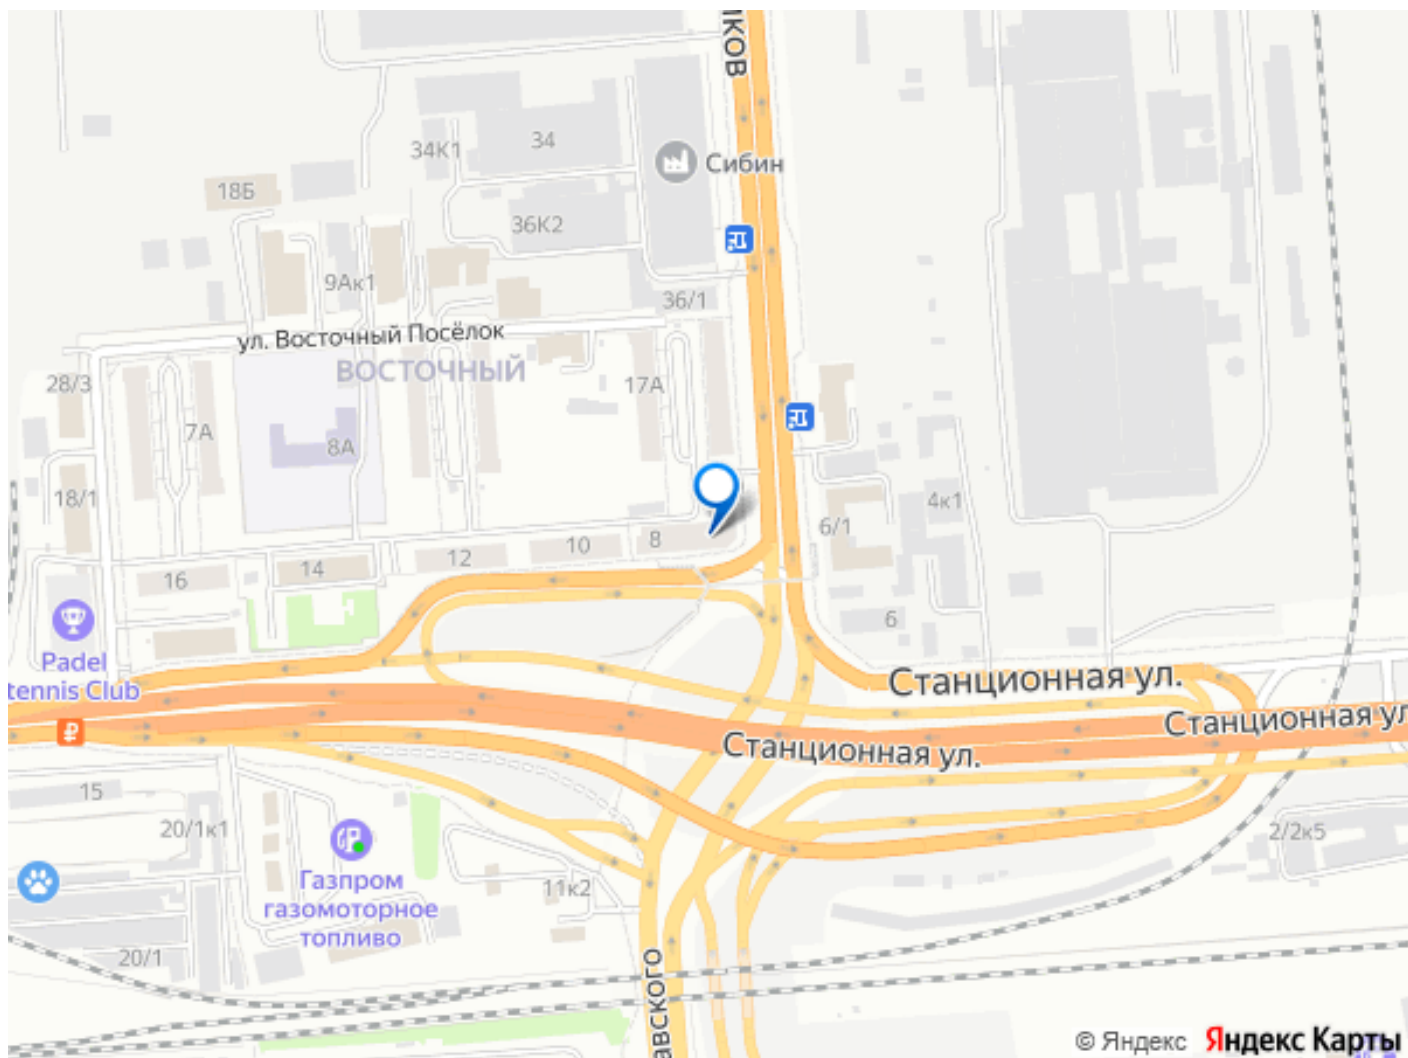 иков
34К1
34
Сибин
18Б
36К2
9Ак1
36/1
ул. Восточный Посёлок
ВОСТОЧНЫЙ
28/3
17А
7А
8А
18/1
4к1
6/1
8
10
12
14
16
6
Padel
tennis Club
Станционная ул.
Станционная ул
Станционная ул.
15
20/1к1
2/2к5
Газпром
газомоторное
топливо
11к2
20/1
авского
© Яндекс Яндекс Карты